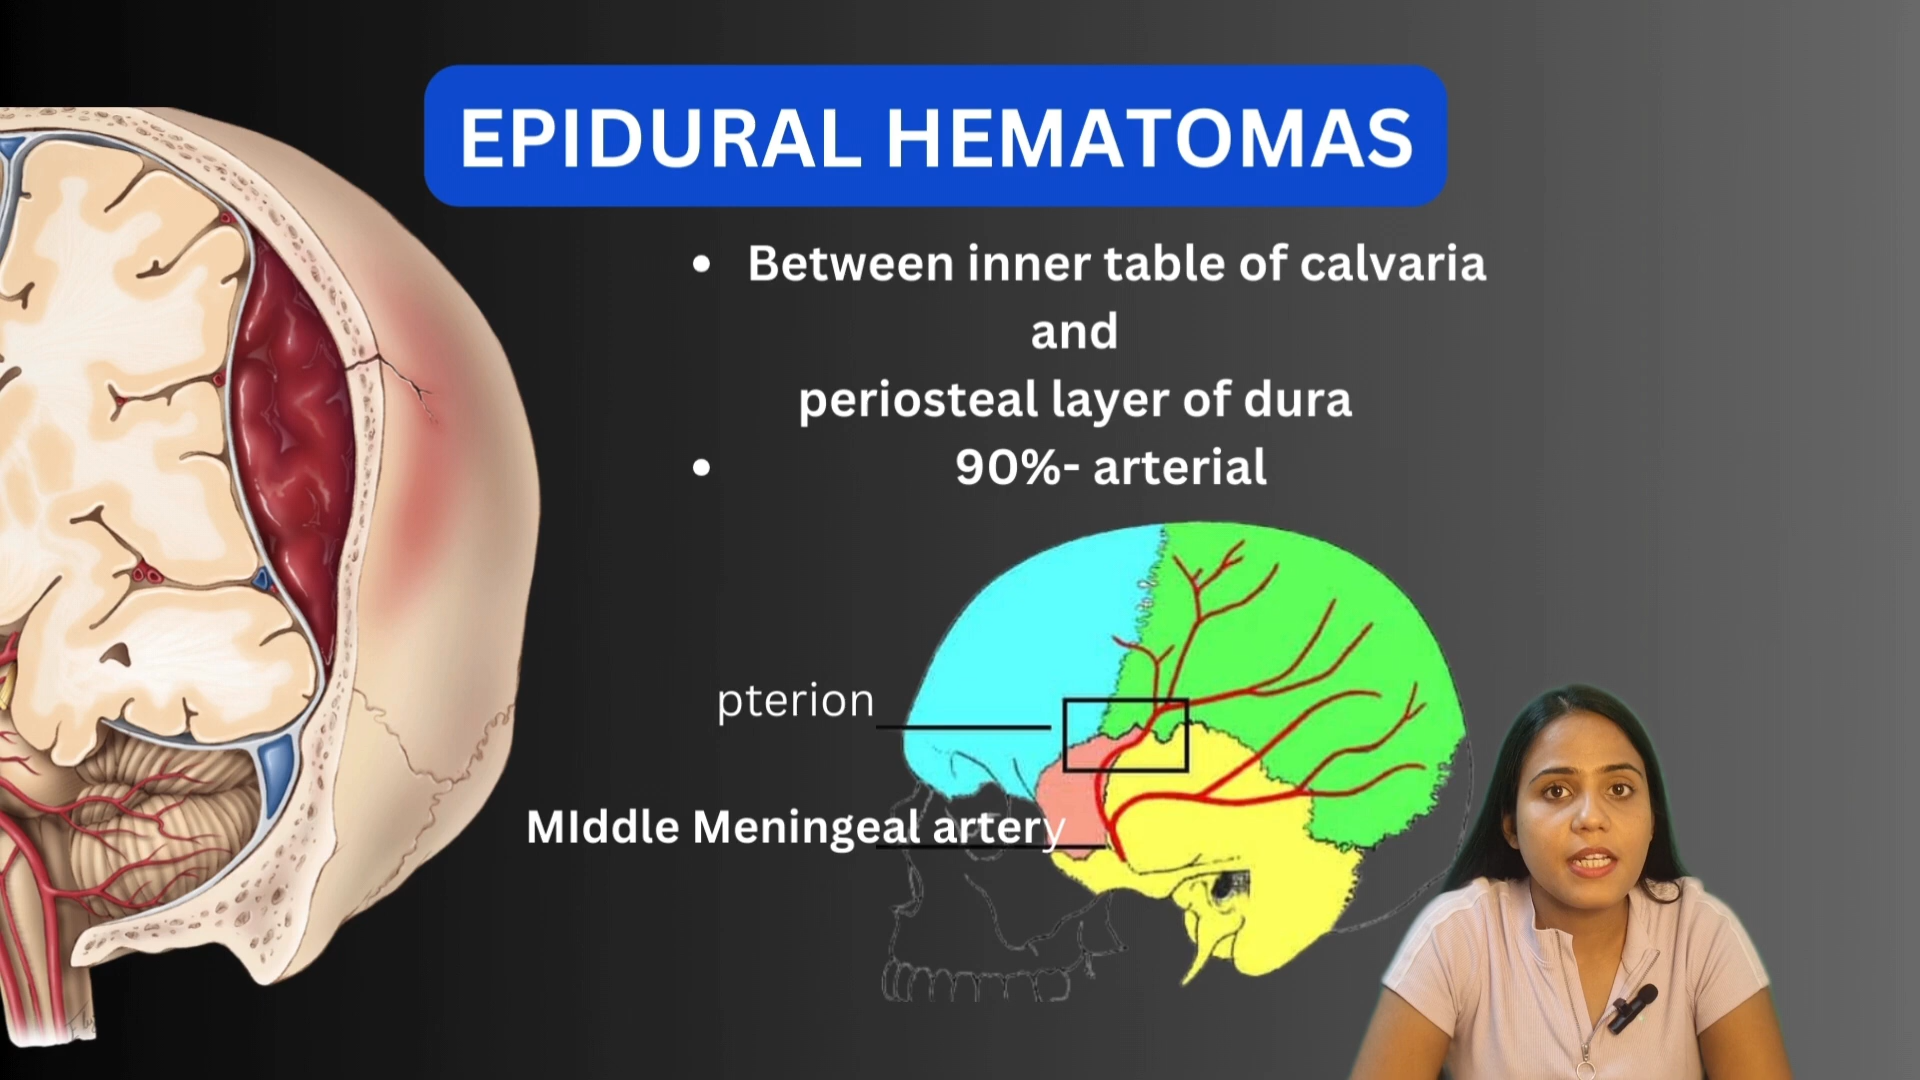 EPIDURAL HEMATOMAS
• Between inner table of calvaria
and
periosteal layer of dura
• 90%- arterial
pterion
MIddle Meningeal artery